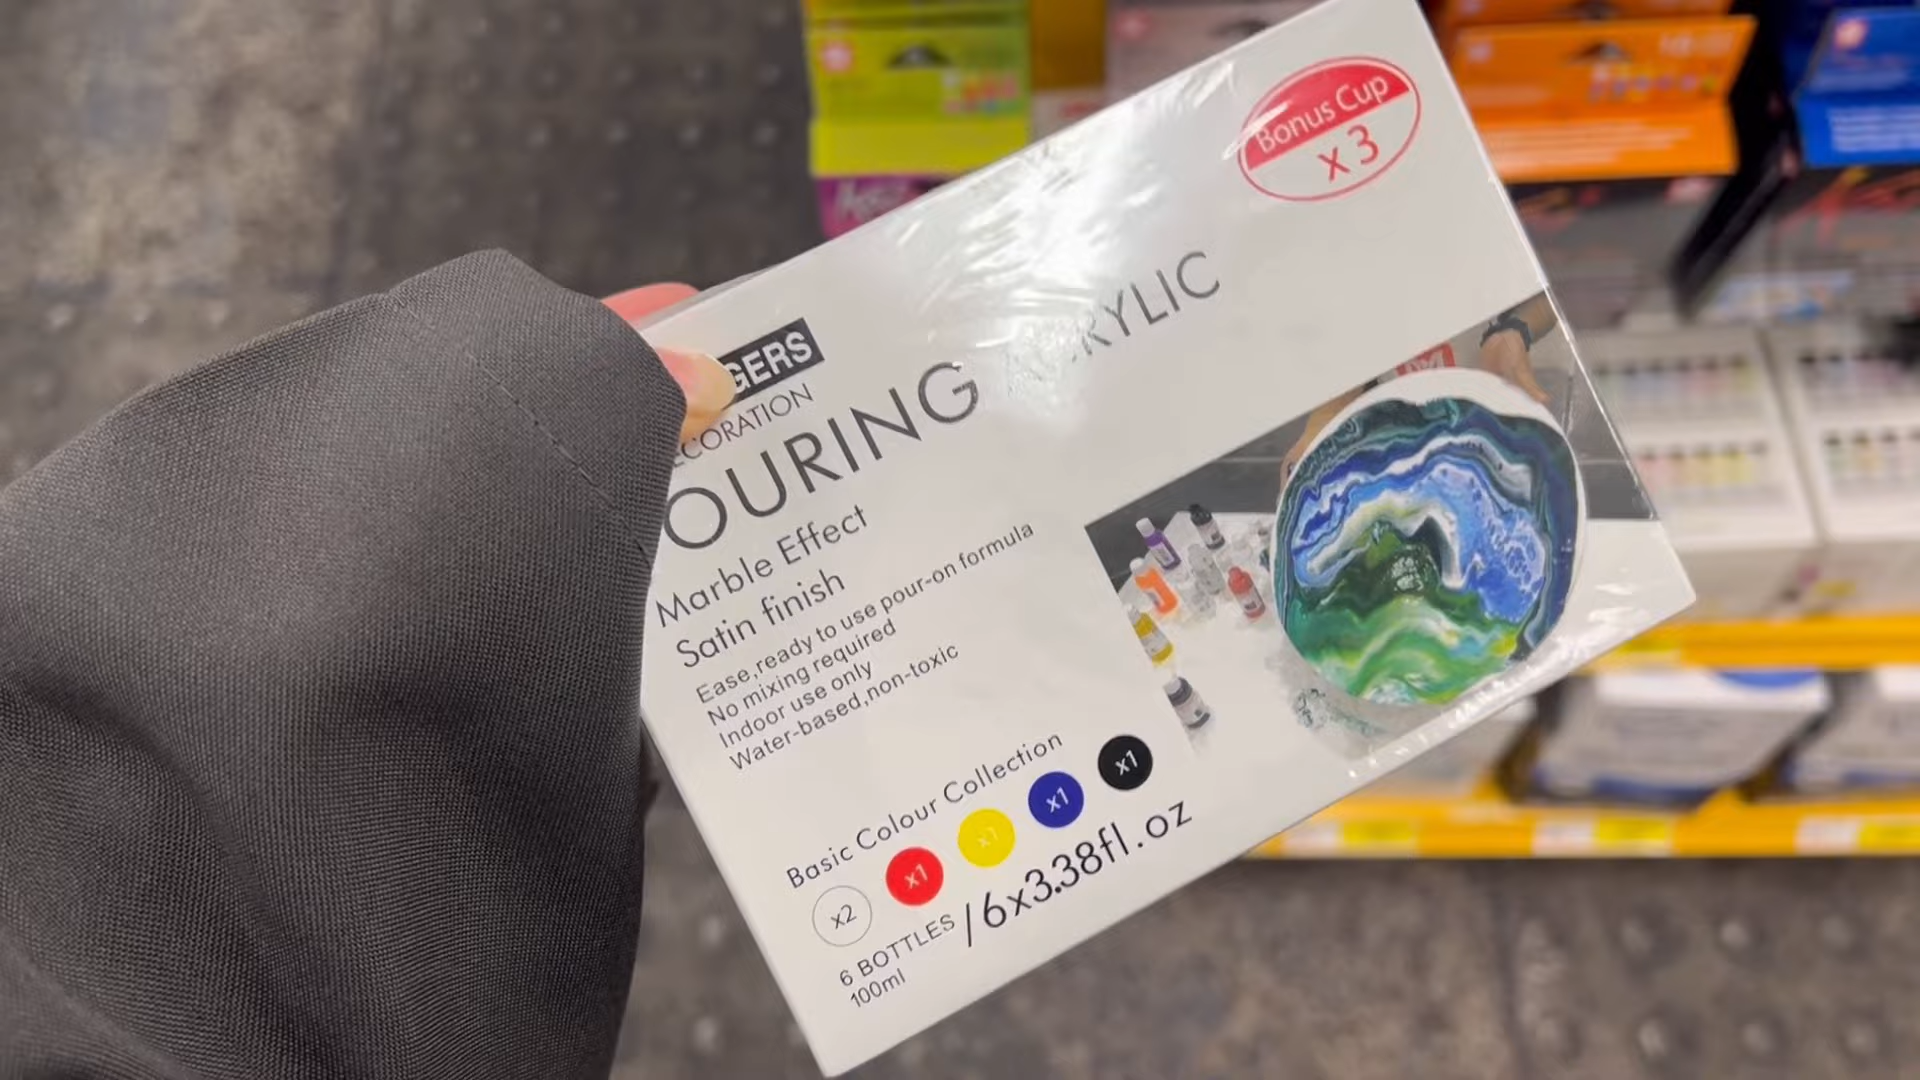 Bonus Cup
x 3
GERS
ECORATION
OURING ACRYLIC
Marble Effect
Satin finish
Ease,ready to use pour-on formula
No mixing required
Indoor use only
Water-based,non-toxic
Basic Colour Collection
x2 x1 x1 x1 x1
6 BOTTLES /6x3.38fl.oz
100ml